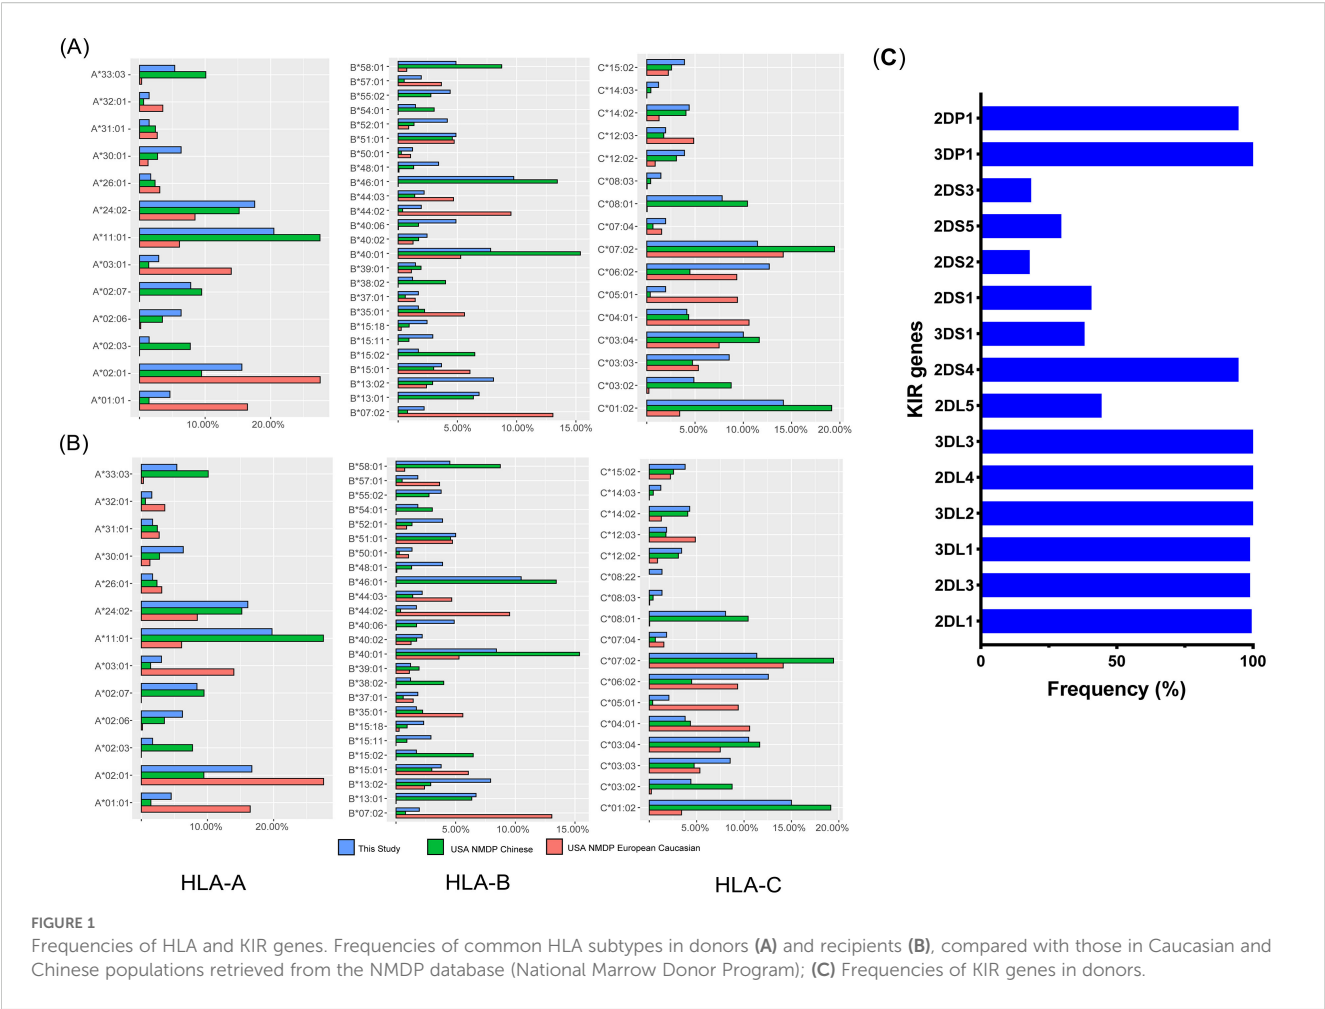 (A)
A*33:03
A*32:01
A*31:01
A*30:01
A*26:01
A*24:02
A*11:01
A*03:01
A*02:07
A*02:06
A*02:03
A*02:01
A*01:01
10.00% 20.00%
B*58:01
B*57:01
B*55:02
B*54:01
B*52:01
B*51:01
B*50:01
B*48:01
B*46:01
B*44:03
B*44:02
B*40:06
B*40:02
B*40:01
B*39:01
B*38:02
B*37:01
B*35:01
B*15:18
B*15:11
B*15:02
B*15:01
B*13:02
B*13:01
B*07:02
5.00% 10.00% 15.00%
C*15:02
C*14:03
C*14:02
C*12:03
C*12:02
C*08:03
C*08:01
C*07:04
C*07:02
C*06:02
C*05:01
C*04:01
C*03:04
C*03:03
C*03:02
C*01:02
5.00% 10.00% 15.00% 20.00%
(B)
A*33:03
A*32:01
A*31:01
A*30:01
A*26:01
A*24:02
A*11:01
A*03:01
A*02:07
A*02:06
A*02:03
A*02:01
A*01:01
10.00% 20.00%
B*58:01
B*57:01
B*55:02
B*54:01
B*52:01
B*51:01
B*50:01
B*48:01
B*46:01
B*44:03
B*44:02
B*40:06
B*40:02
B*40:01
B*39:01
B*38:02
B*37:01
B*35:01
B*15:18
B*15:11
B*15:02
B*15:01
B*13:02
B*13:01
B*07:02
5.00% 10.00% 15.00%
C*15:02
C*14:03
C*14:02
C*12:03
C*12:02
C*08:22
C*08:03
C*08:01
C*07:04
C*07:02
C*06:02
C*05:01
C*04:01
C*03:04
C*03:03
C*03:02
C*01:02
5.00% 10.00% 15.00% 20.00%
This Study USA NMDP Chinese USA NMDP European Caucasian
HLA-A HLA-B HLA-C
(C)
KIR genes
2DP1
3DP1
2DS3
2DS5
2DS2
2DS1
3DS1
2DS4
2DL5
3DL3
2DL4
3DL2
3DL1
2DL3
2DL1
0 50 100
Frequency (%)
FIGURE 1
Frequencies of HLA and KIR genes. Frequencies of common HLA subtypes in donors (A) and recipients (B), compared with those in Caucasian and
Chinese populations retrieved from the NMDP database (National Marrow Donor Program); (C) Frequencies of KIR genes in donors.